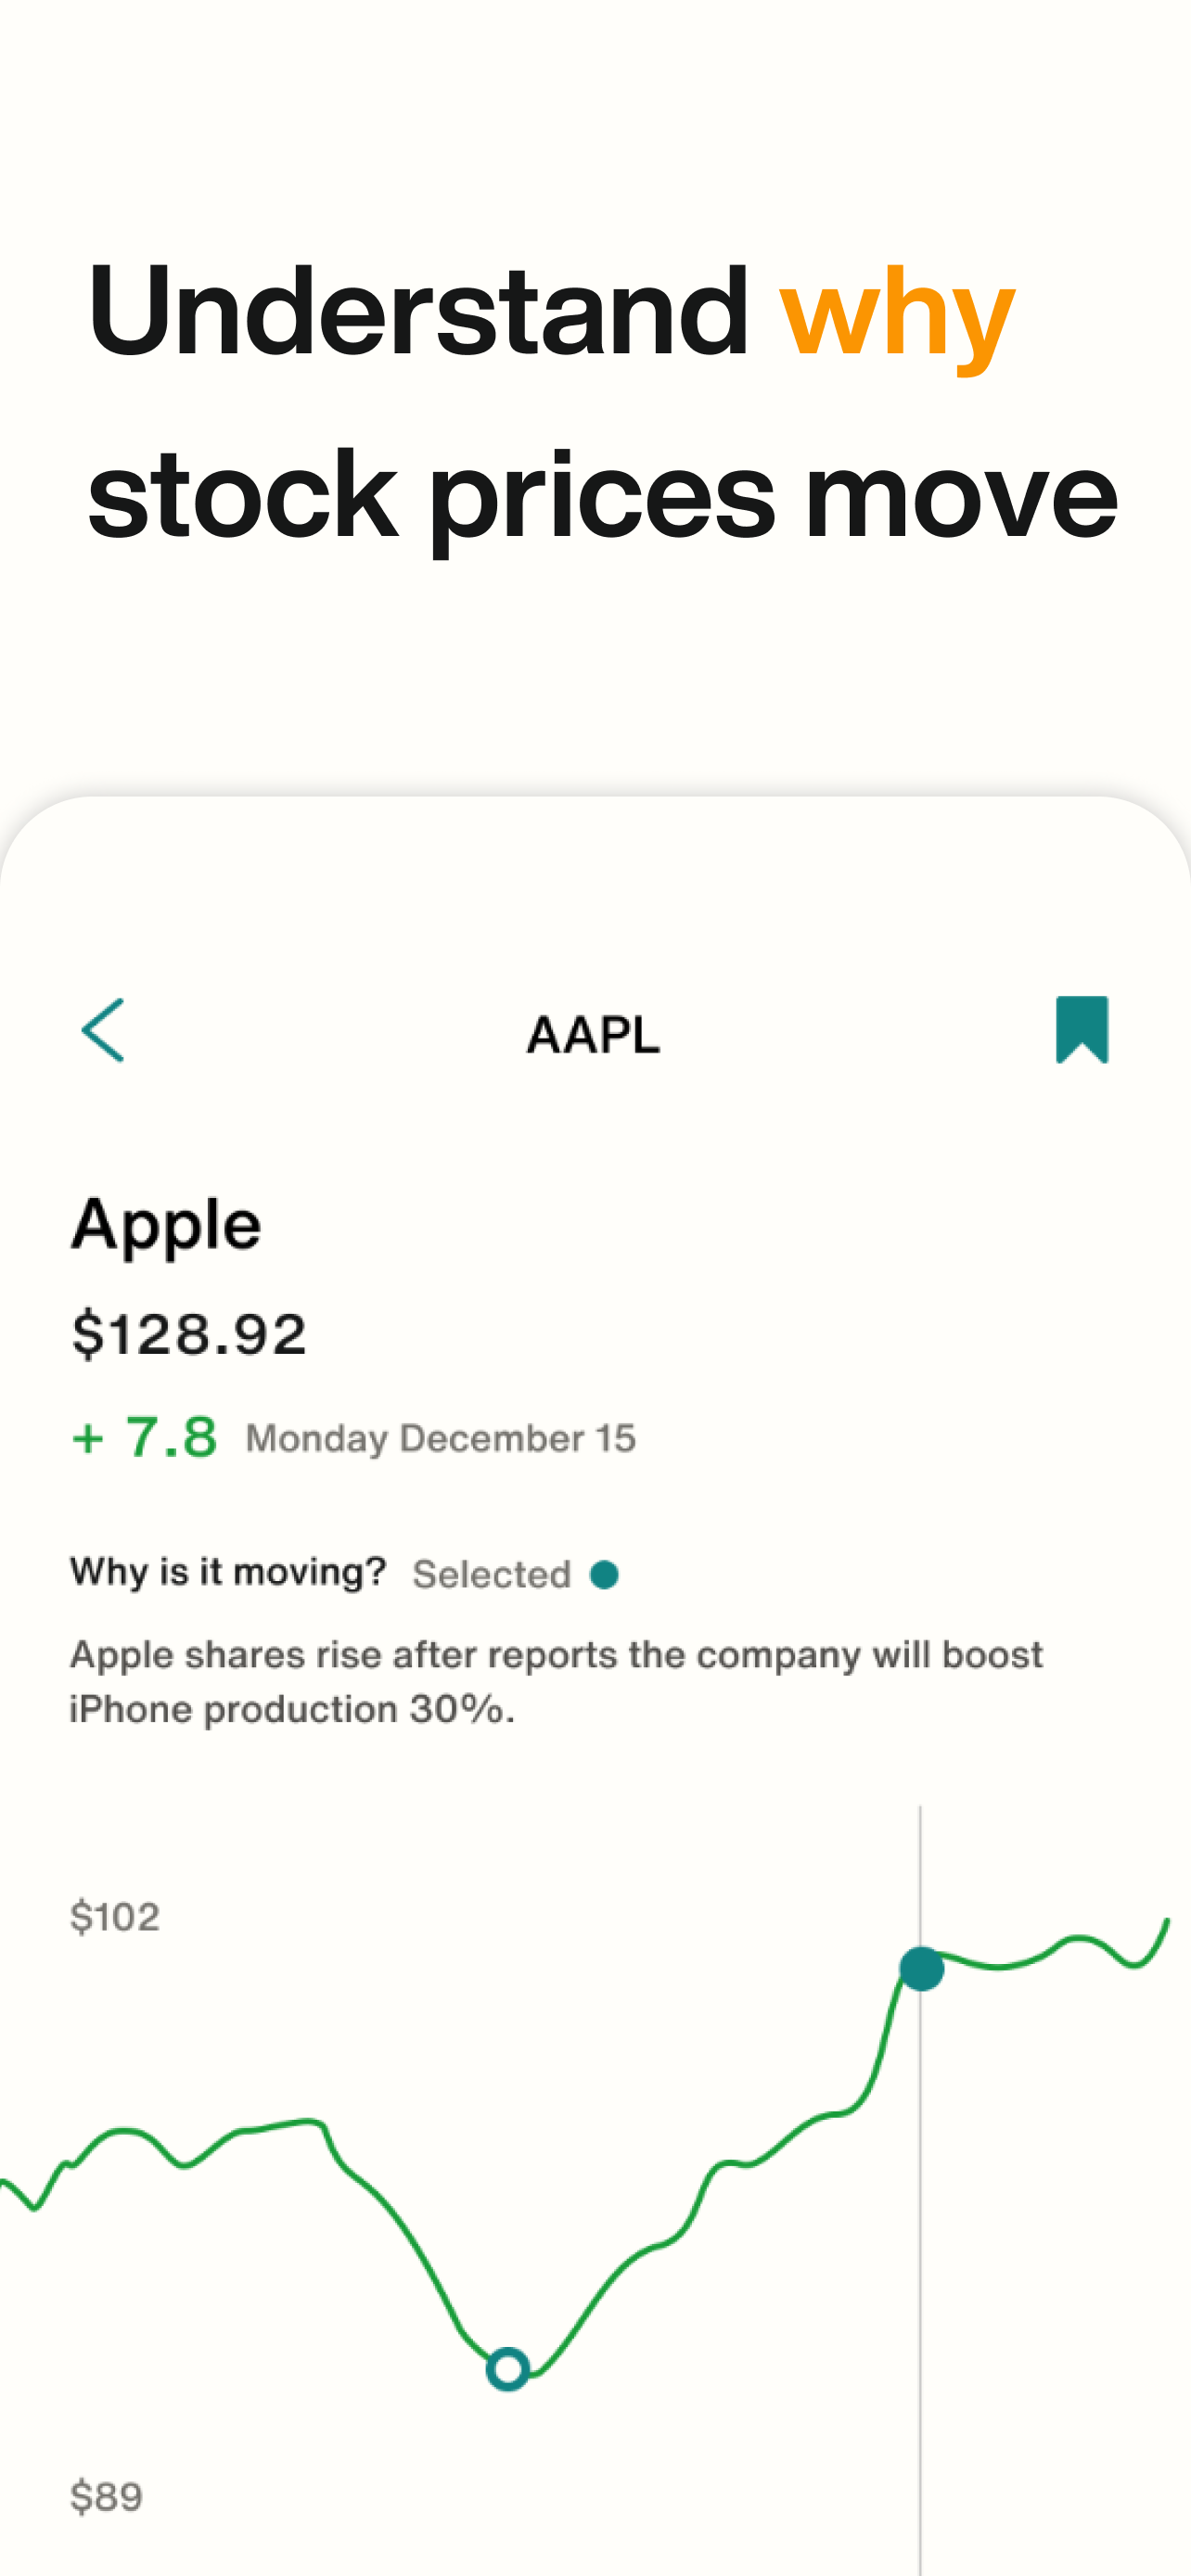 Understand why
stock prices move
AAPL
Apple
$128.92
+ 7.8 Monday December 15
Why is it moving? Selected
Apple shares rise after reports the company will boost
iPhone production 30%.
$102
$89